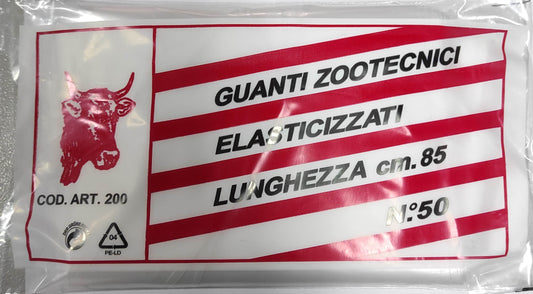 GUANTI ZOOTECNICI
ELASTICIZZATI
LUNGHEZZA cm. 85
N.°50
COD. ART. 200
04
PE-LD